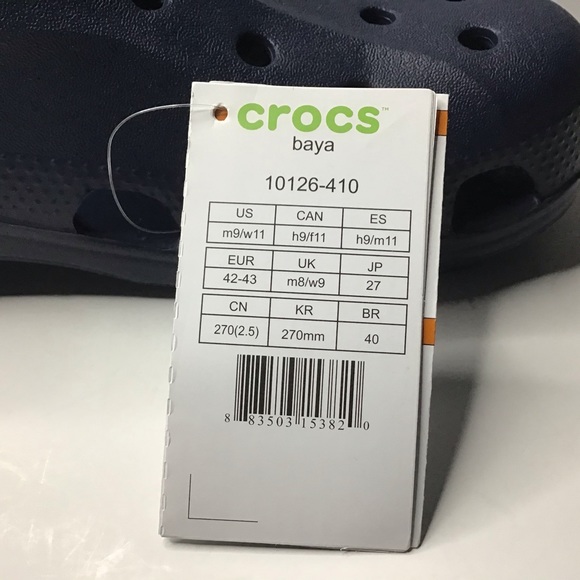 crocs™
baya
10126-410
US CAN ES
m9/w11 h9/f11 h9/m11
EUR UK JP
42-43 m8/w9 27
CN KR BR
270(2.5) 270mm 40
8 83503 15382 0